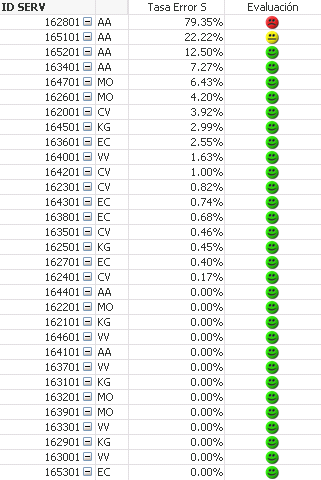 ID SERV Tasa Error S Evaluación
162801 AA 79.35%
165101 AA 22.22%
165201 AA 12.50%
163401 AA 7.27%
164701 MO 6.43%
162601 MO 4.20%
162001 CV 3.92%
164501 KG 2.99%
163601 EC 2.55%
164001 VV 1.63%
164201 CV 1.00%
162301 CV 0.82%
164301 EC 0.74%
163801 EC 0.68%
163501 CV 0.46%
162501 KG 0.45%
162701 EC 0.40%
162401 CV 0.17%
164401 AA 0.00%
162201 MO 0.00%
162101 KG 0.00%
164601 VV 0.00%
164101 AA 0.00%
163701 VV 0.00%
163101 KG 0.00%
163201 MO 0.00%
163901 MO 0.00%
163301 VV 0.00%
162901 KG 0.00%
163001 VV 0.00%
165301 EC 0.00%